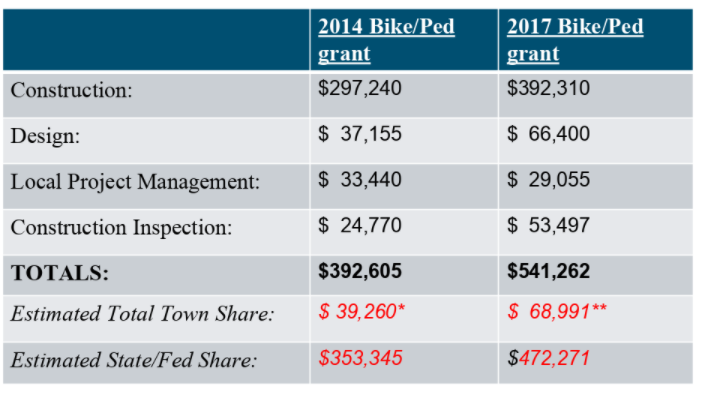 2014 Bike/Ped grant 2017 Bike/Ped grant
Construction: $297,240 $392,310
Design: $ 37,155 $ 66,400
Local Project Management: $ 33,440 $ 29,055
Construction Inspection: $ 24,770 $ 53,497
TOTALS: $392,605 $541,262
Estimated Total Town Share: $ 39,260* $ 68,991**
Estimated State/Fed Share: $353,345 $472,271